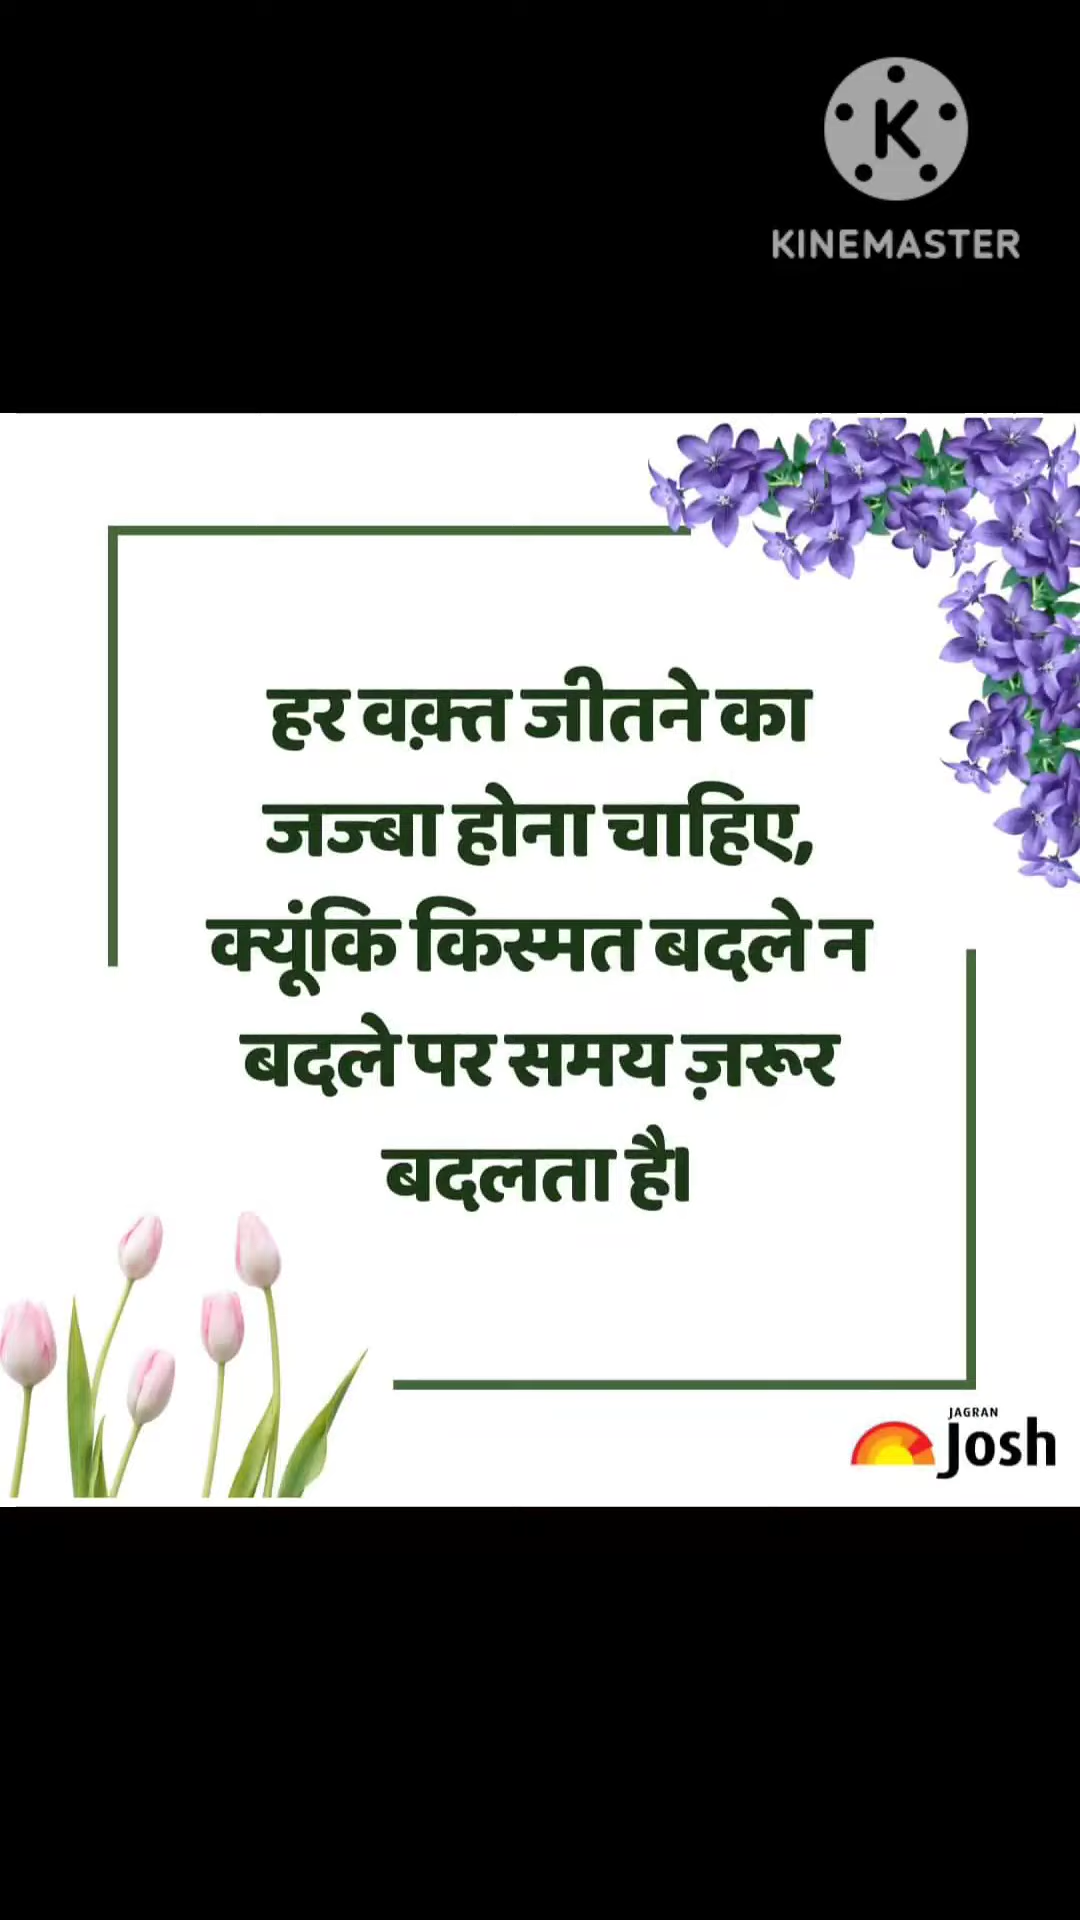 K
KINEMASTER
हर वक़्त जीतने का
जज्बा होना चाहिए,
क्यूंकि किस्मत बदले न
बदले पर समय ज़रूर
बदलता है।
JAGRAN
Josh